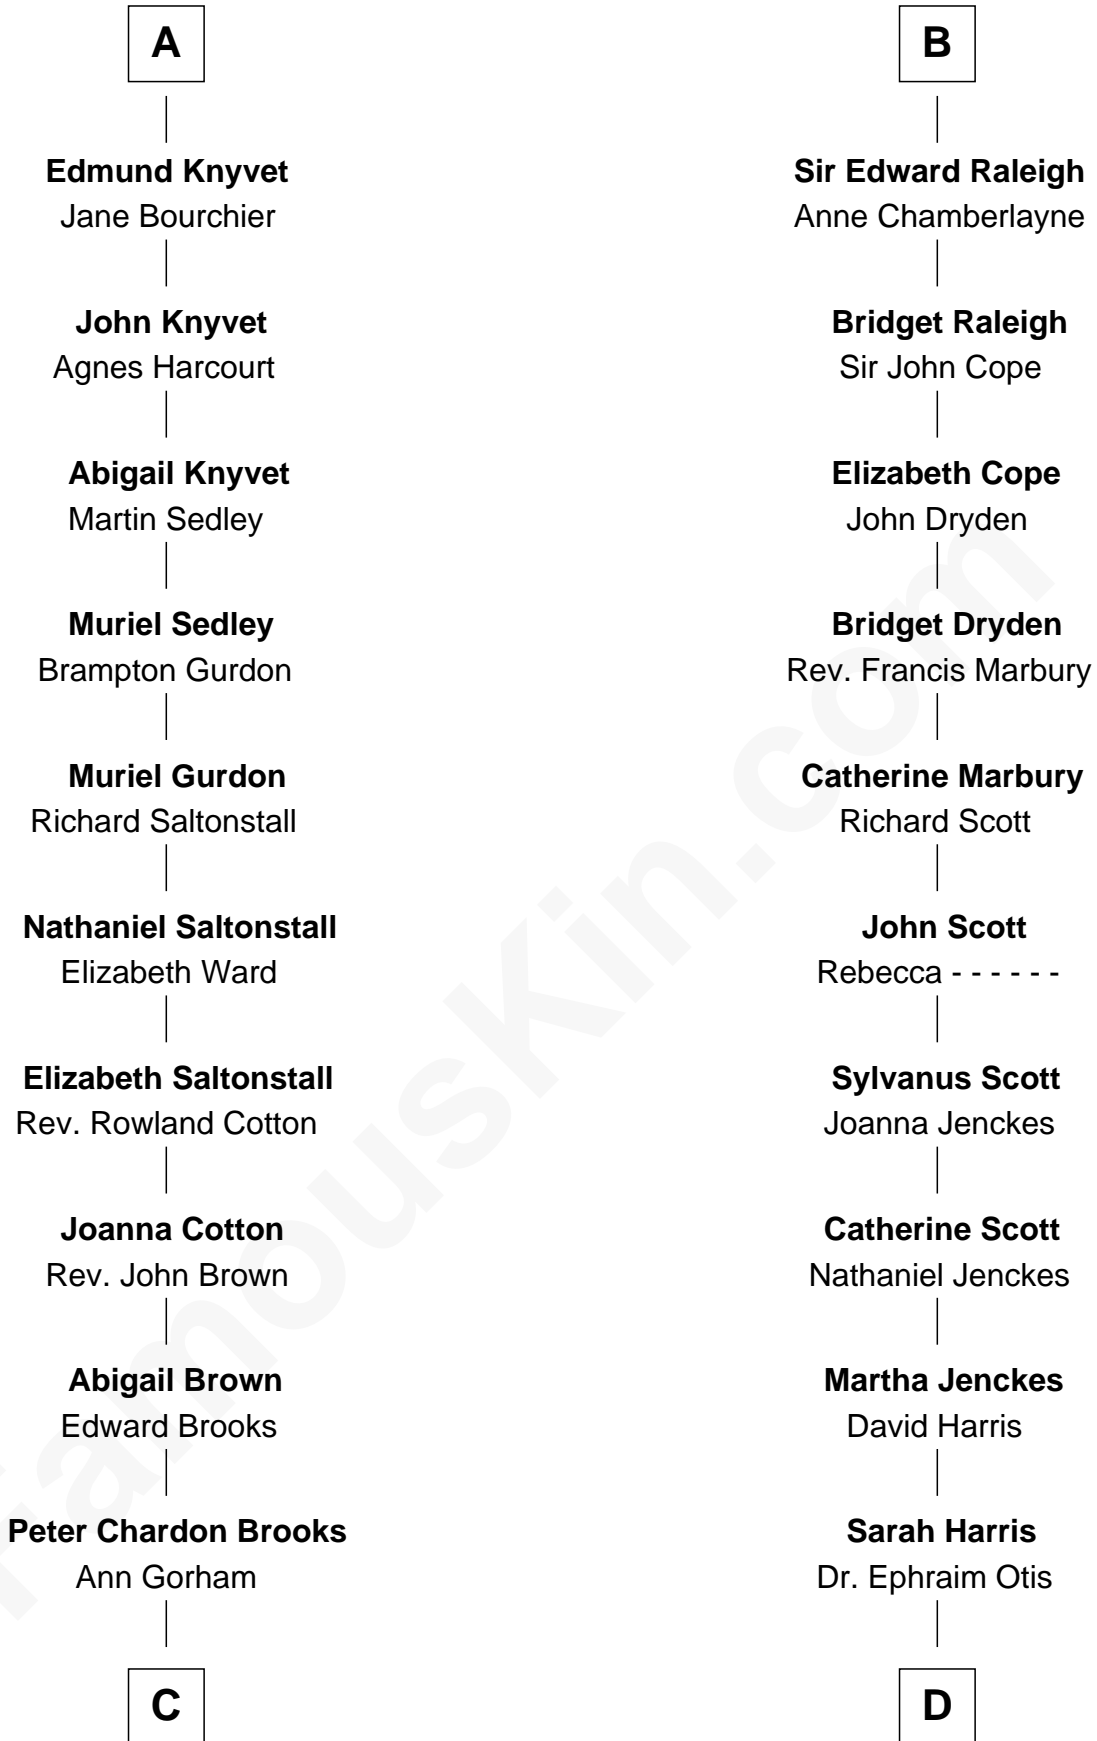 A
Edmund Knyvet
Jane Bourchier
John Knyvet
Agnes Harcourt
Abigail Knyvet
Martin Sedley
Muriel Sedley
Brampton Gurdon
Muriel Gurdon
Richard Saltonstall
Nathaniel Saltonstall
Elizabeth Ward
Elizabeth Saltonstall
Rev. Rowland Cotton
Joanna Cotton
Rev. John Brown
Abigail Brown
Edward Brooks
Peter Chardon Brooks
Ann Gorham
C
B
Sir Edward Raleigh
Anne Chamberlayne
Bridget Raleigh
Sir John Cope
Elizabeth Cope
John Dryden
Bridget Dryden
Rev. Francis Marbury
Catherine Marbury
Richard Scott
John Scott
Rebecca - - - - - -
Sylvanus Scott
Joanna Jenckes
Catherine Scott
Nathaniel Jenckes
Martha Jenckes
David Harris
Sarah Harris
Dr. Ephraim Otis
D
FamousKin.com